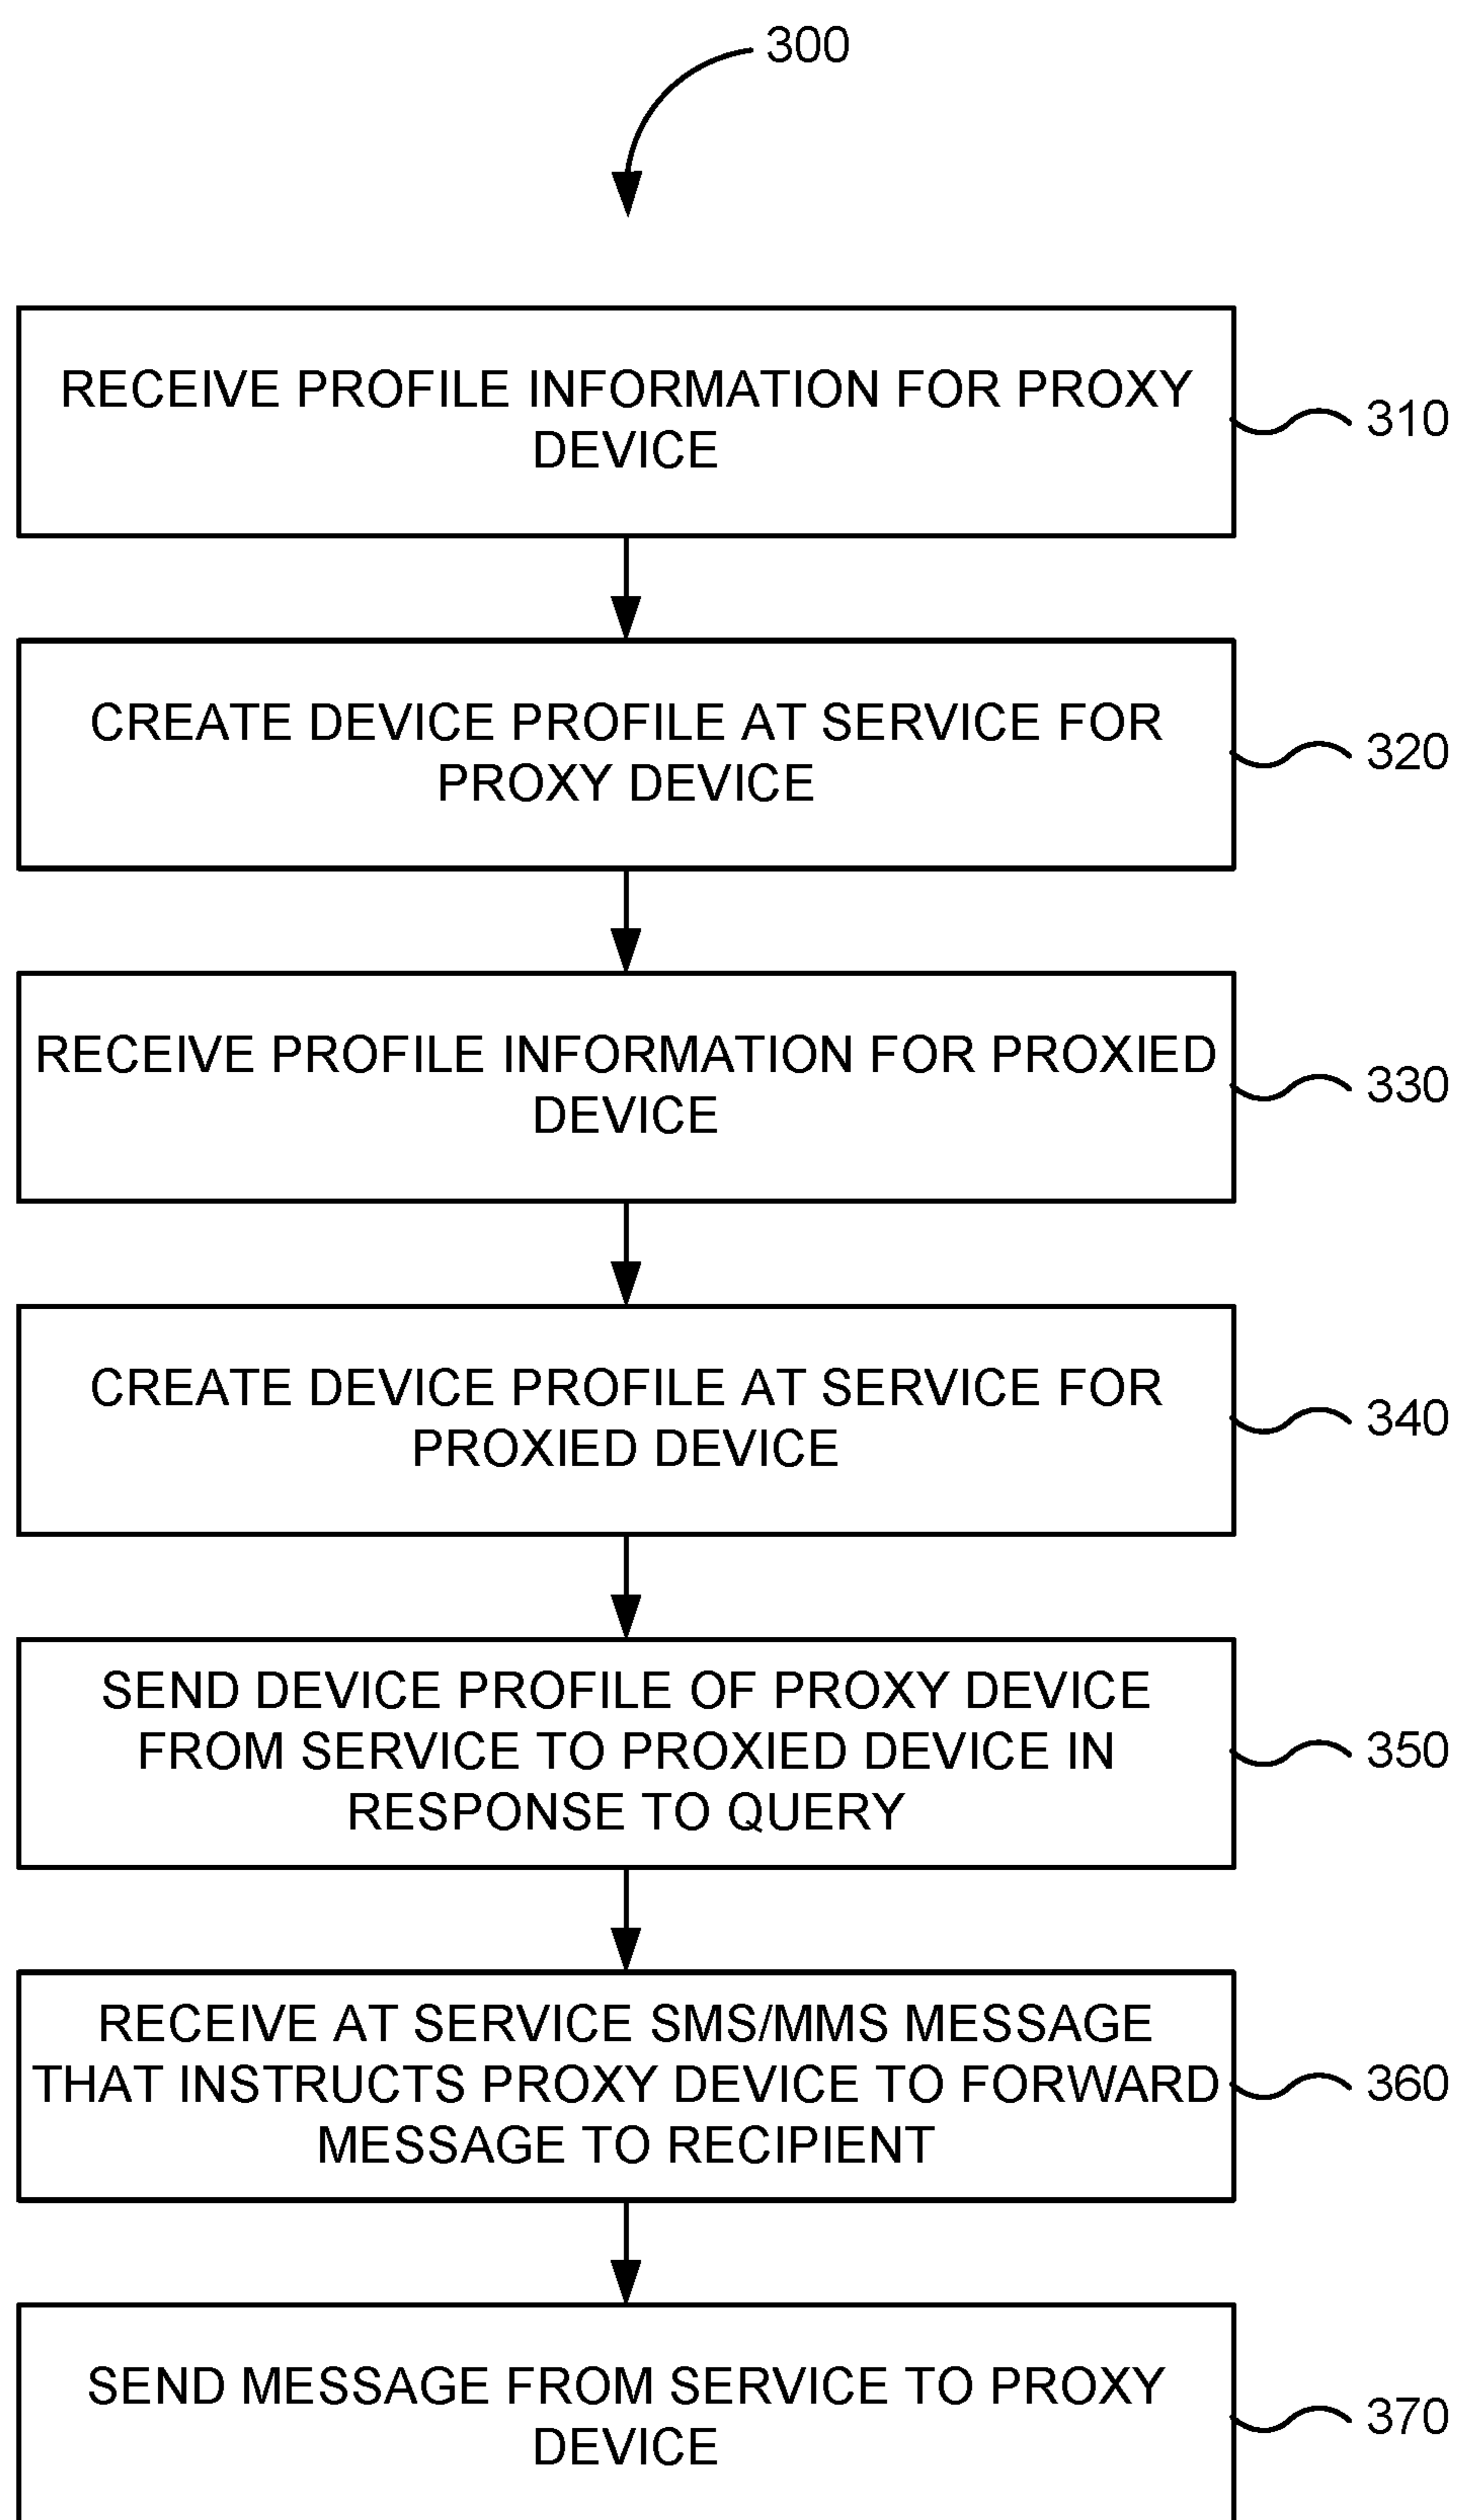 300
RECEIVE PROFILE INFORMATION FOR PROXY
DEVICE
310
CREATE DEVICE PROFILE AT SERVICE FOR
PROXY DEVICE
320
RECEIVE PROFILE INFORMATION FOR PROXIED
DEVICE
330
CREATE DEVICE PROFILE AT SERVICE FOR
PROXIED DEVICE
340
SEND DEVICE PROFILE OF PROXY DEVICE
FROM SERVICE TO PROXIED DEVICE IN
RESPONSE TO QUERY
350
RECEIVE AT SERVICE SMS/MMS MESSAGE
THAT INSTRUCTS PROXY DEVICE TO FORWARD
MESSAGE TO RECIPIENT
360
SEND MESSAGE FROM SERVICE TO PROXY
DEVICE
370